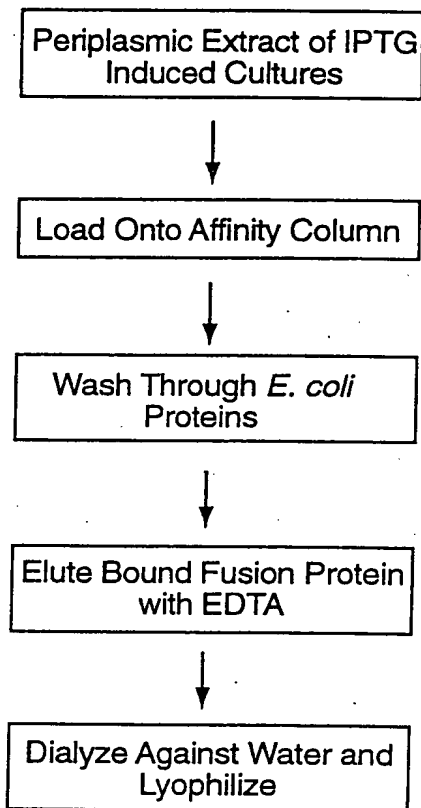 Periplasmic Extract of IPTG
Induced Cultures
Load Onto Affinity Column
Wash Through E. coli
Proteins
Elute Bound Fusion Protein
with EDTA
Dialyze Against Water and
Lyophilize